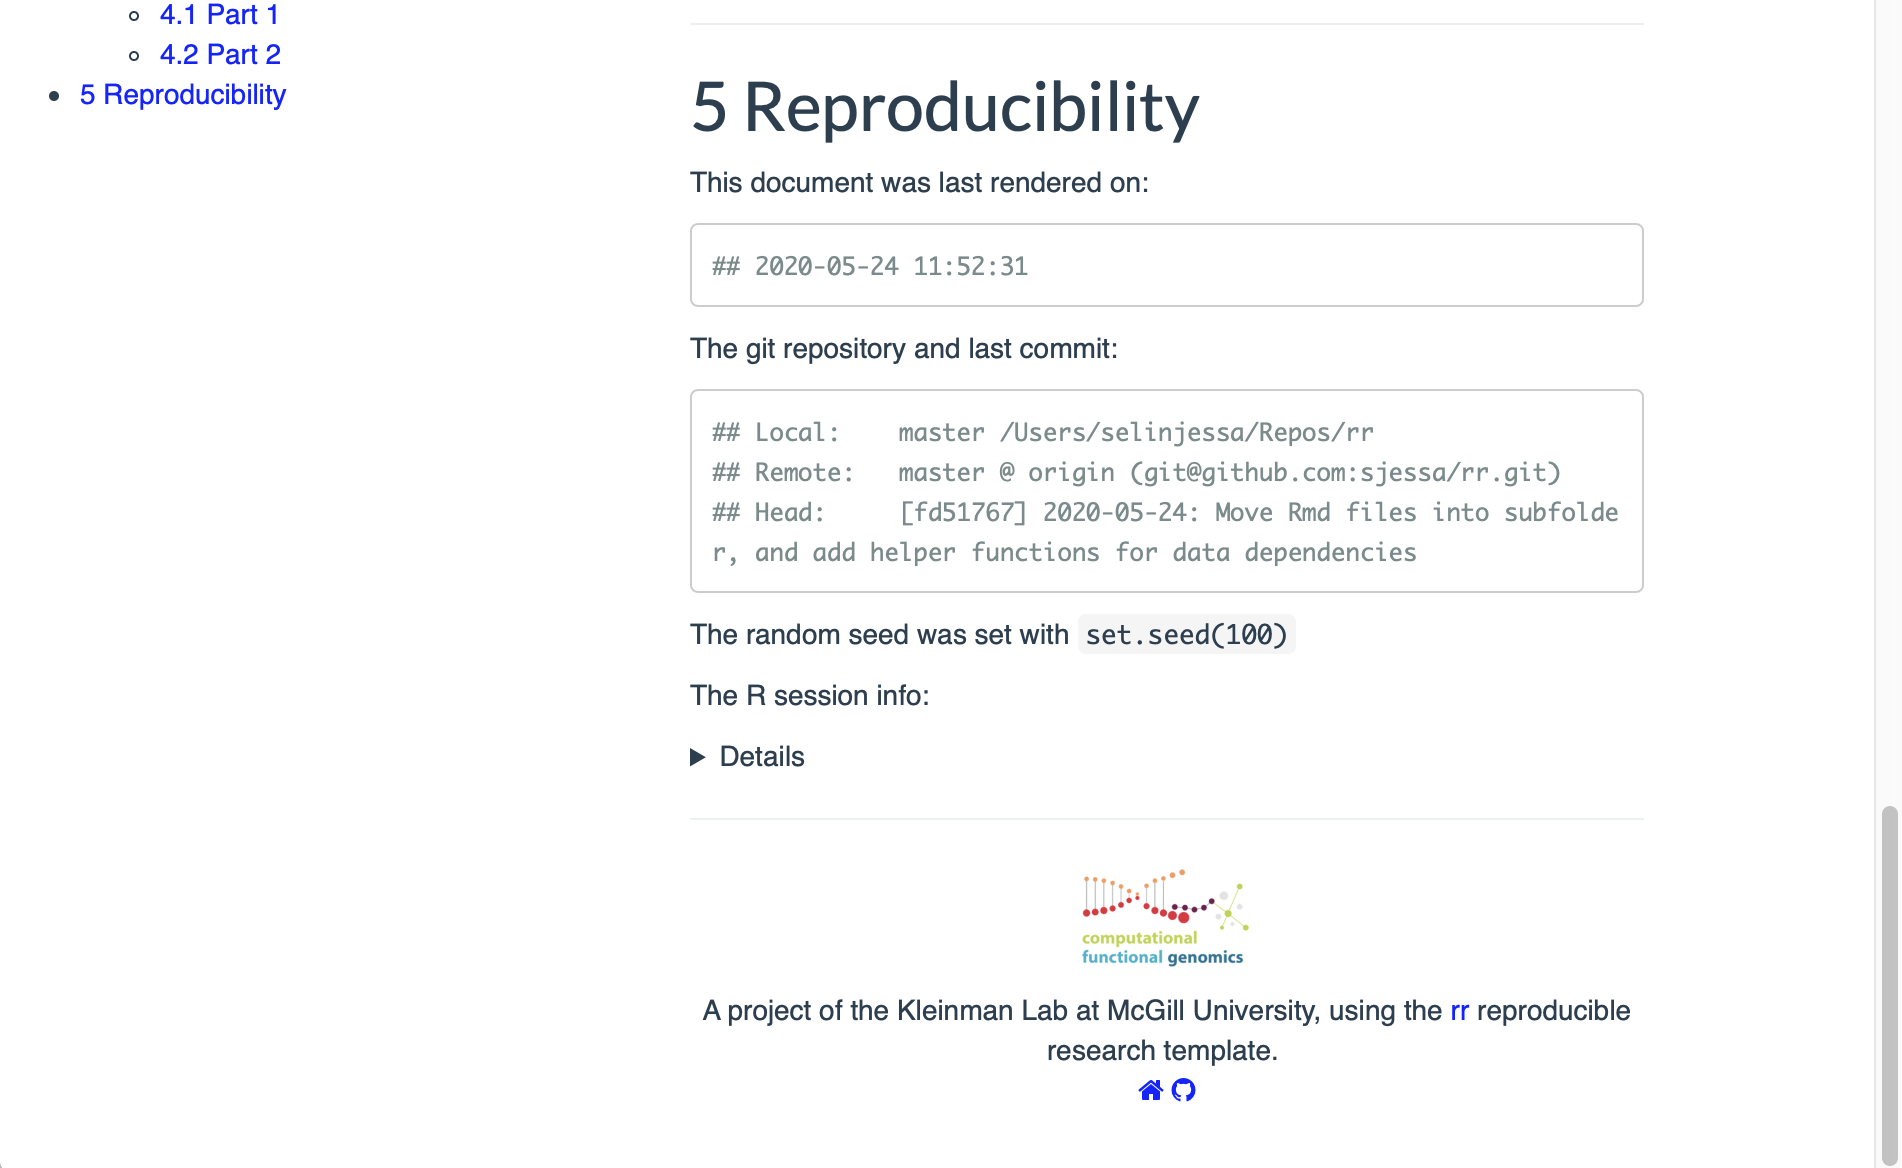 4.1 Part 1
4.2 Part 2
5 Reproducibility
5 Reproducibility
This document was last rendered on:
## 2020-05-24 11:52:31
The git repository and last commit:
## Local:    master /Users/selinjessa/Repos/rr
## Remote:   master @ origin (git@github.com:sjessa/rr.git)
## Head:     [fd51767] 2020-05-24: Move Rmd files into subfolde
r, and add helper functions for data dependencies
The random seed was set with set.seed(100)
The R session info:
Details
computational
functional genomics
A project of the Kleinman Lab at McGill University, using the rr reproducible
research template.